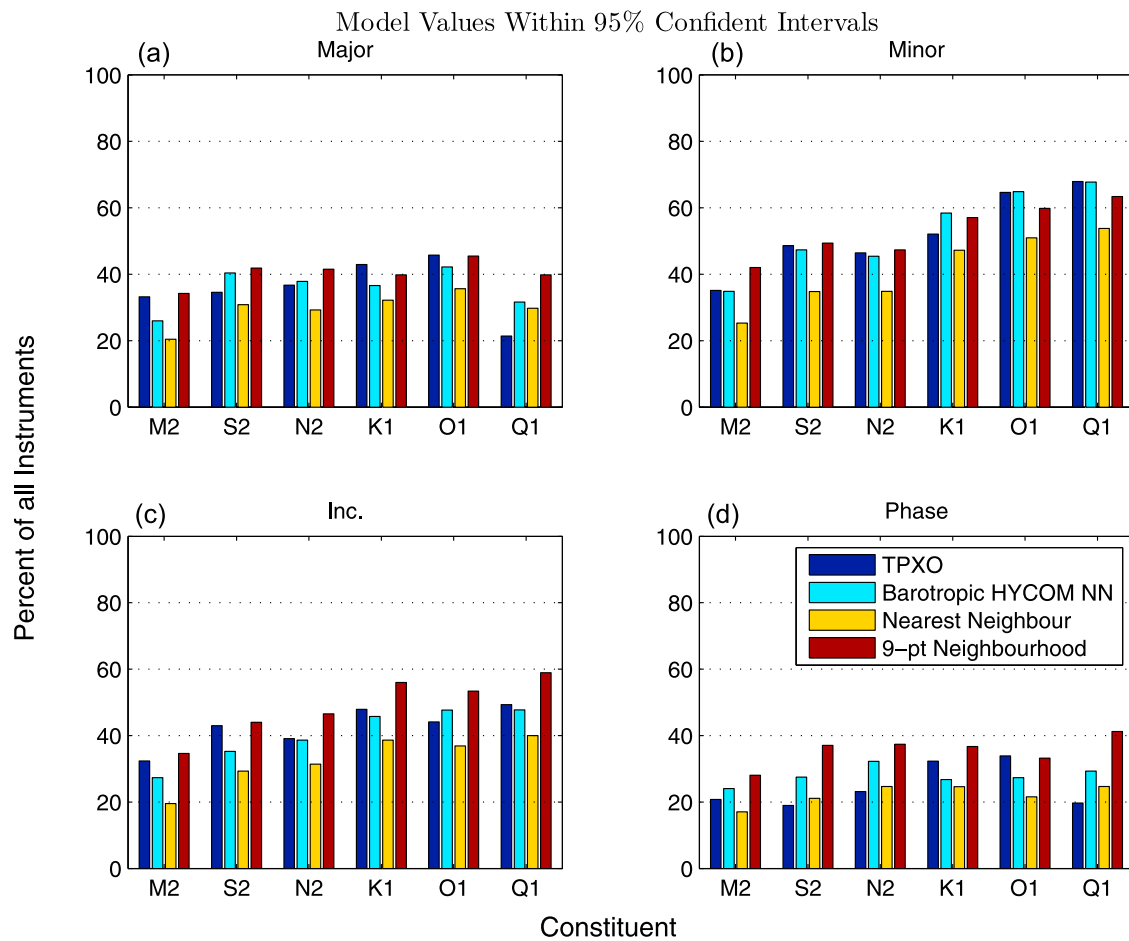 Model Values Within 95% Confident Intervals
(a) Major
100
80
60
40
20
0
M2 S2 N2 K1 O1 Q1
(b) Minor
100
80
60
40
20
0
M2 S2 N2 K1 O1 Q1
Percent of all Instruments
(c) Inc.
100
80
60
40
20
0
M2 S2 N2 K1 O1 Q1
(d) Phase
100
80
60
40
20
0
TPXO
Barotropic HYCOM NN
Nearest Neighbour
9-pt Neighbourhood
M2 S2 N2 K1 O1 Q1
Constituent